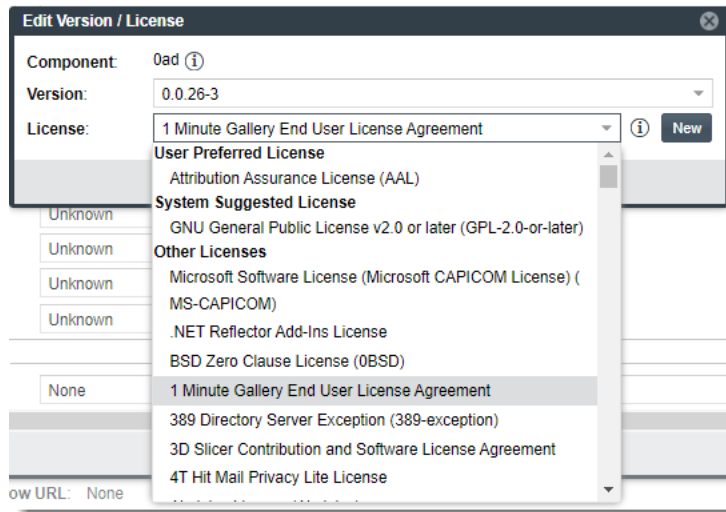 Edit Version / License
Component: 0ad
Version: 0.0.26-3
License: 1 Minute Gallery End User License Agreement New
User Preferred License
Attribution Assurance License (AAL)
System Suggested License
GNU General Public License v2.0 or later (GPL-2.0-or-later)
Other Licenses
Microsoft Software License (Microsoft CAPICOM License) (
MS-CAPICOM)
.NET Reflector Add-Ins License
BSD Zero Clause License (0BSD)
1 Minute Gallery End User License Agreement
389 Directory Server Exception (389-exception)
3D Slicer Contribution and Software License Agreement
4T Hit Mail Privacy Lite License
Unknown
Unknown
Unknown
Unknown
None
ow URL: None